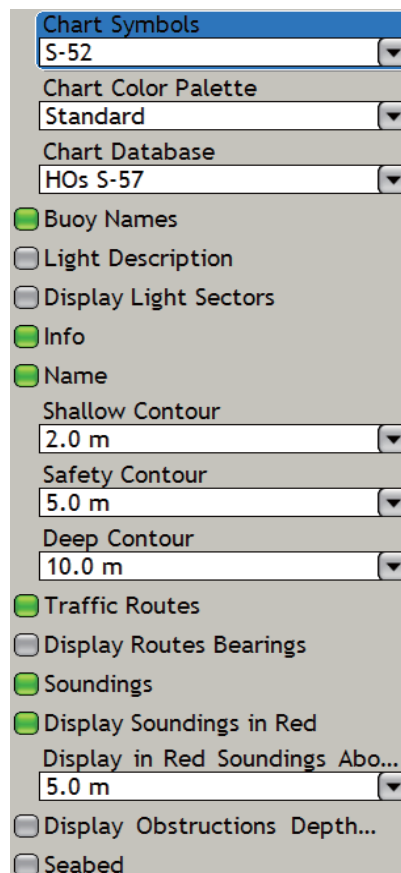 Chart Symbols
S-52
Chart Color Palette
Standard
Chart Database
HOs S-57
Buoy Names
Light Description
Display Light Sectors
Info
Name
Shallow Contour
2.0 m
Safety Contour
5.0 m
Deep Contour
10.0 m
Traffic Routes
Display Routes Bearings
Soundings
Display Soundings in Red
Display in Red Soundings Abo...
5.0 m
Display Obstructions Depth...
Seabed